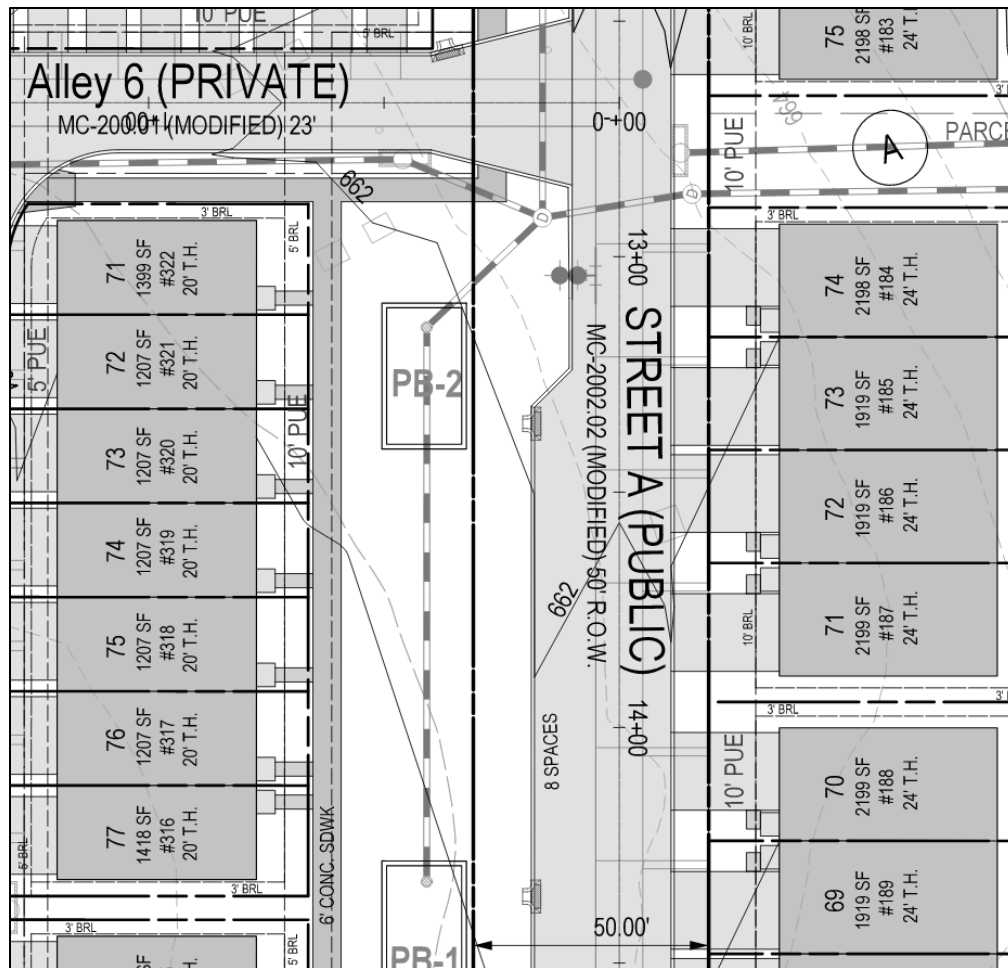 10' PUE
5' BRL
Alley 6 (PRIVATE)
MC-200.01 (MODIFIED) 23'
0+00
10' BRL
75
2198 SF
#183
24' T.H.
664
10' PUE
A
3' BRL
662
3' BRL
5' BRL
71
1399 SF
#322
20' T.H.
72
1207 SF
#321
20' T.H.
5' PUE
73
1207 SF
#320
20' T.H.
10' PUE
74
1207 SF
#319
20' T.H.
75
1207 SF
#318
20' T.H.
76
1207 SF
#317
20' T.H.
77
1418 SF
#316
20' T.H.
5' BRL
3' BRL
3' BRL
5' BRL
6' CONC. SDWK
D
D
PB-2
PB-1
13+00
STREET A (PUBLIC)
MC-2002.02 (MODIFIED) 50' R.O.W.
662
14+00
8 SPACES
50.00'
74
2198 SF
#184
24' T.H.
73
1919 SF
#185
24' T.H.
72
1919 SF
#186
24' T.H.
71
2199 SF
#187
24' T.H.
10' BRL
3' BRL
10' PUE
70
2199 SF
#188
24' T.H.
69
1919 SF
#189
24' T.H.